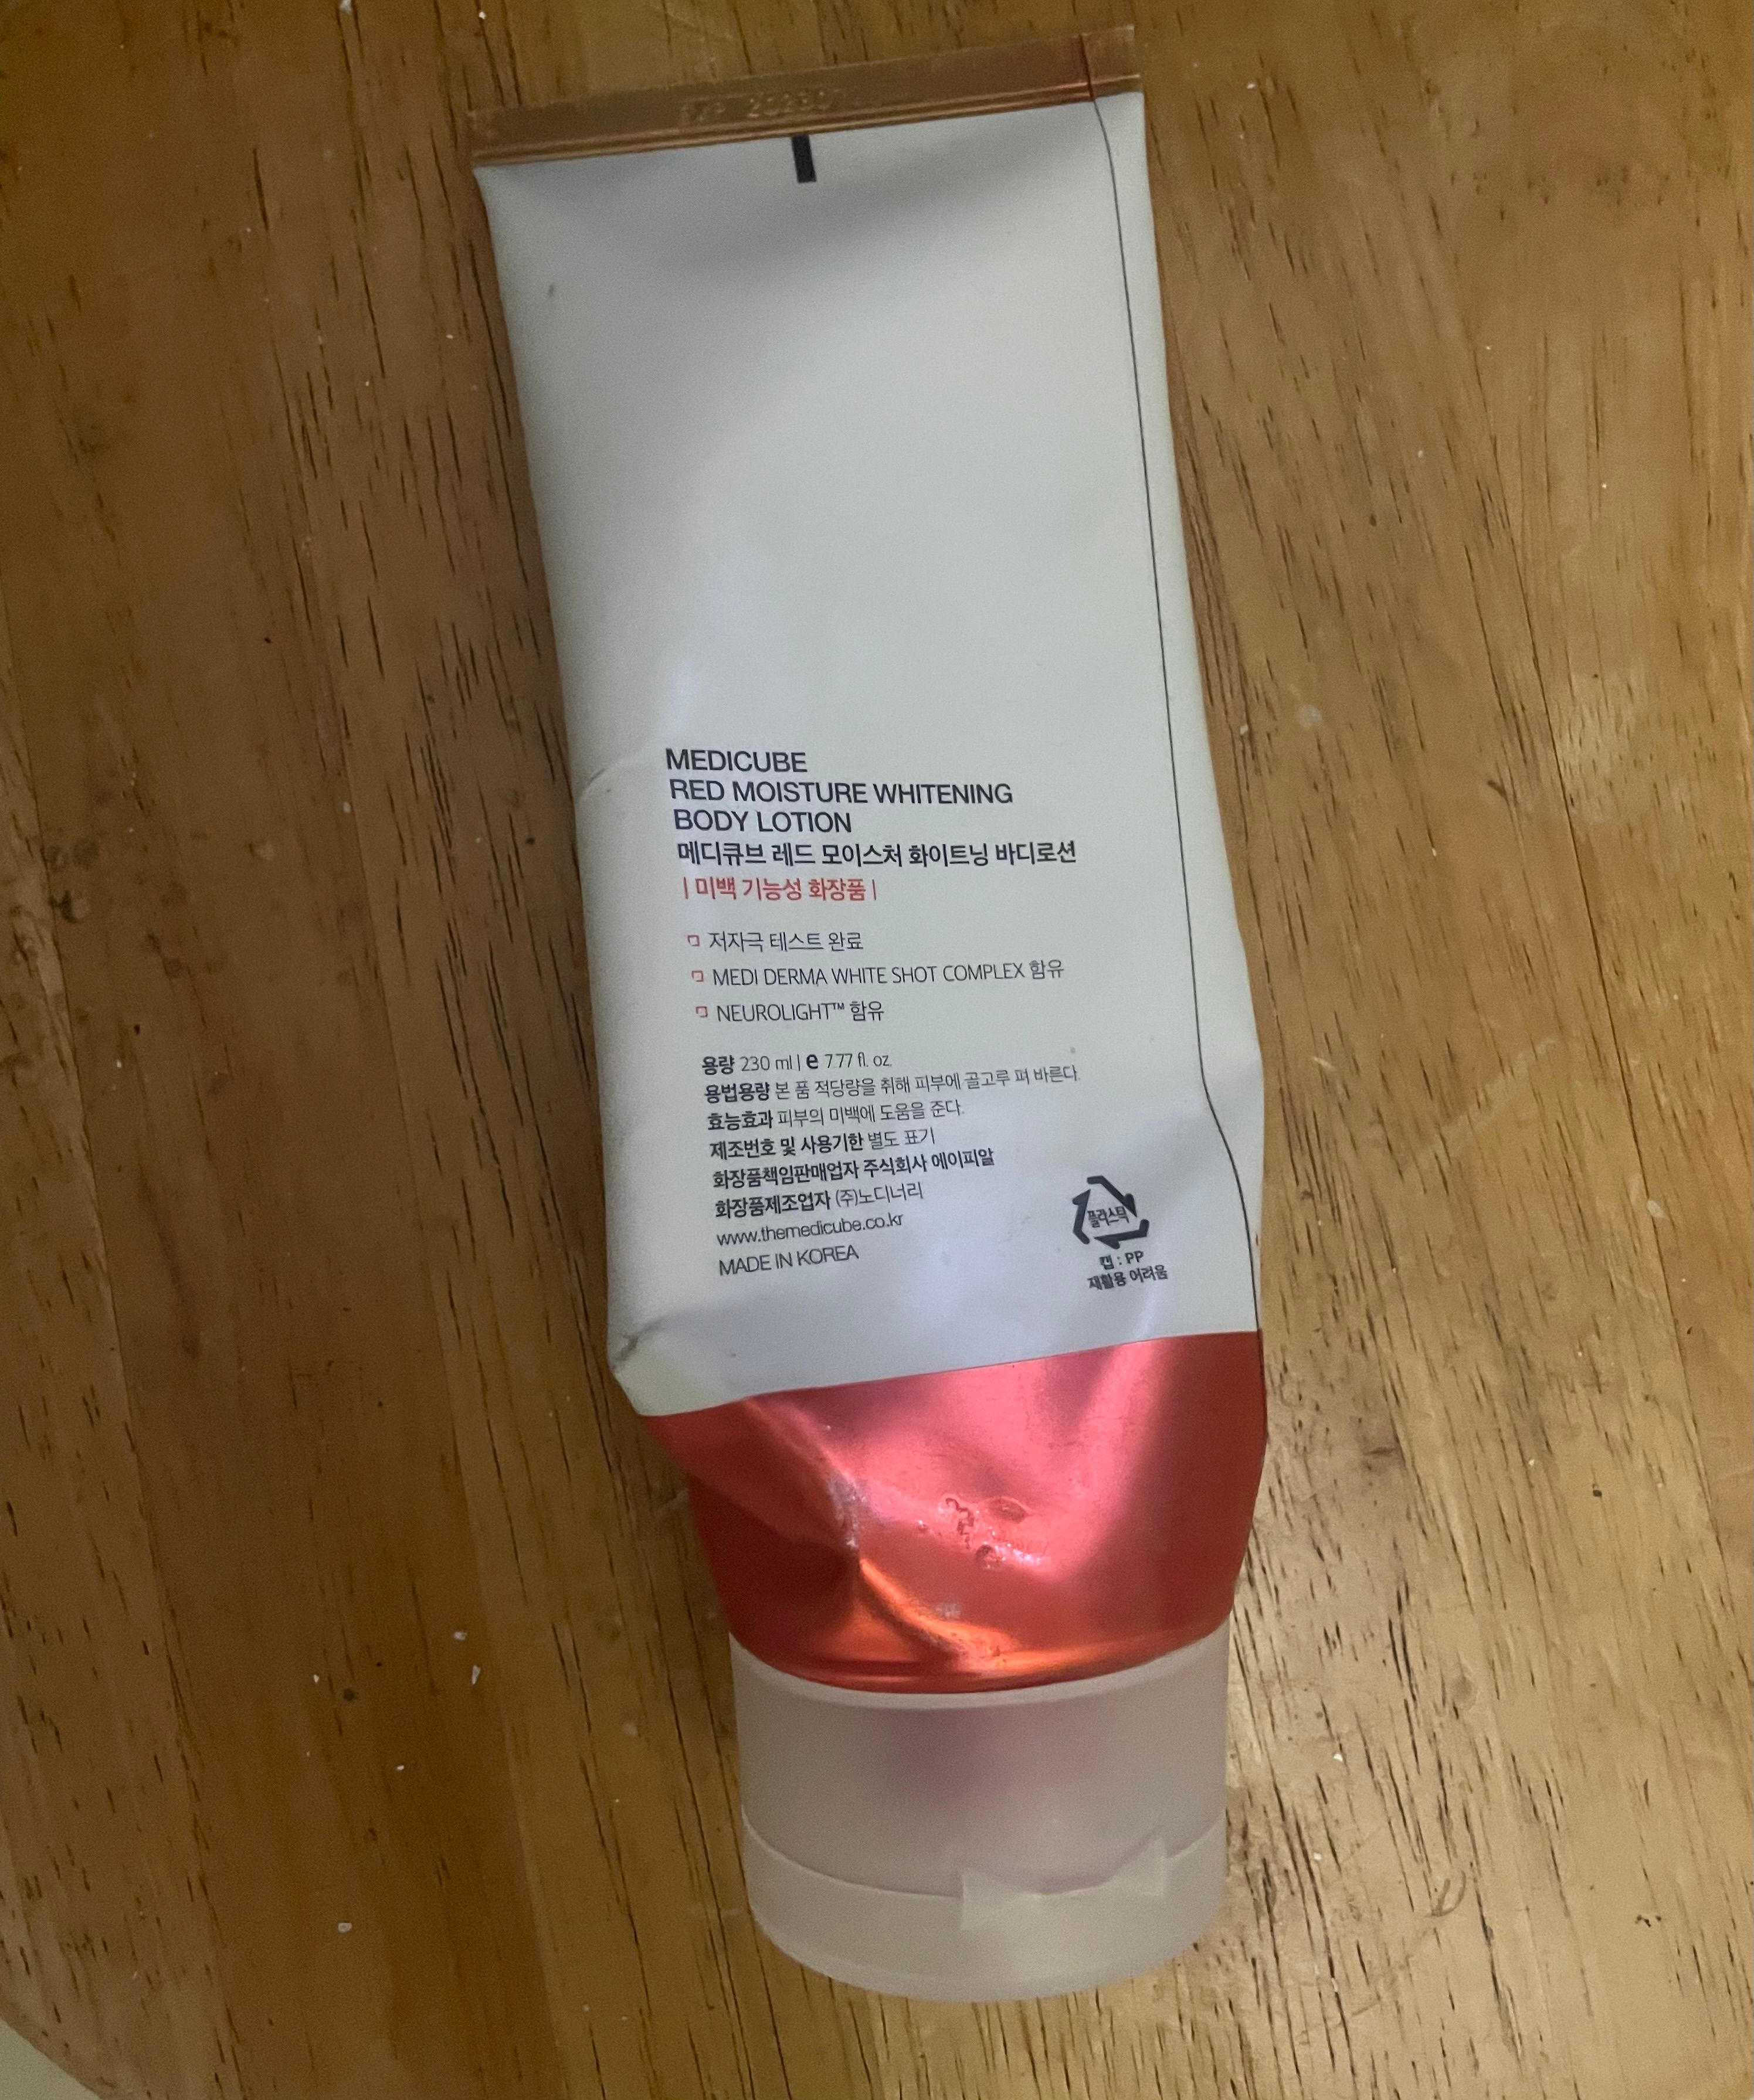 EXP
MEDICUBE
RED MOISTURE WHITENING
BODY LOTION
메디큐브 레드 모이스처 화이트닝 바디로션
| 미백 기능성 화장품 |
저자극 테스트 완료
MEDI DERMA WHITE SHOT COMPLEX 함유
NEUROLIGHT™ 함유
용량 230 ml | e 7.77 fl. oz.
용법용량 본 품 적당량을 취해 피부에 골고루 펴 바른다.
효능효과 피부의 미백에 도움을 준다.
제조번호 및 사용기한 별도 표기
화장품책임판매업자 주식회사 에이피알
화장품제조업자 (주)노디너리
www.themedicube.co.kr
MADE IN KOREA
플라스틱
캡 : PP
재활용 어려움